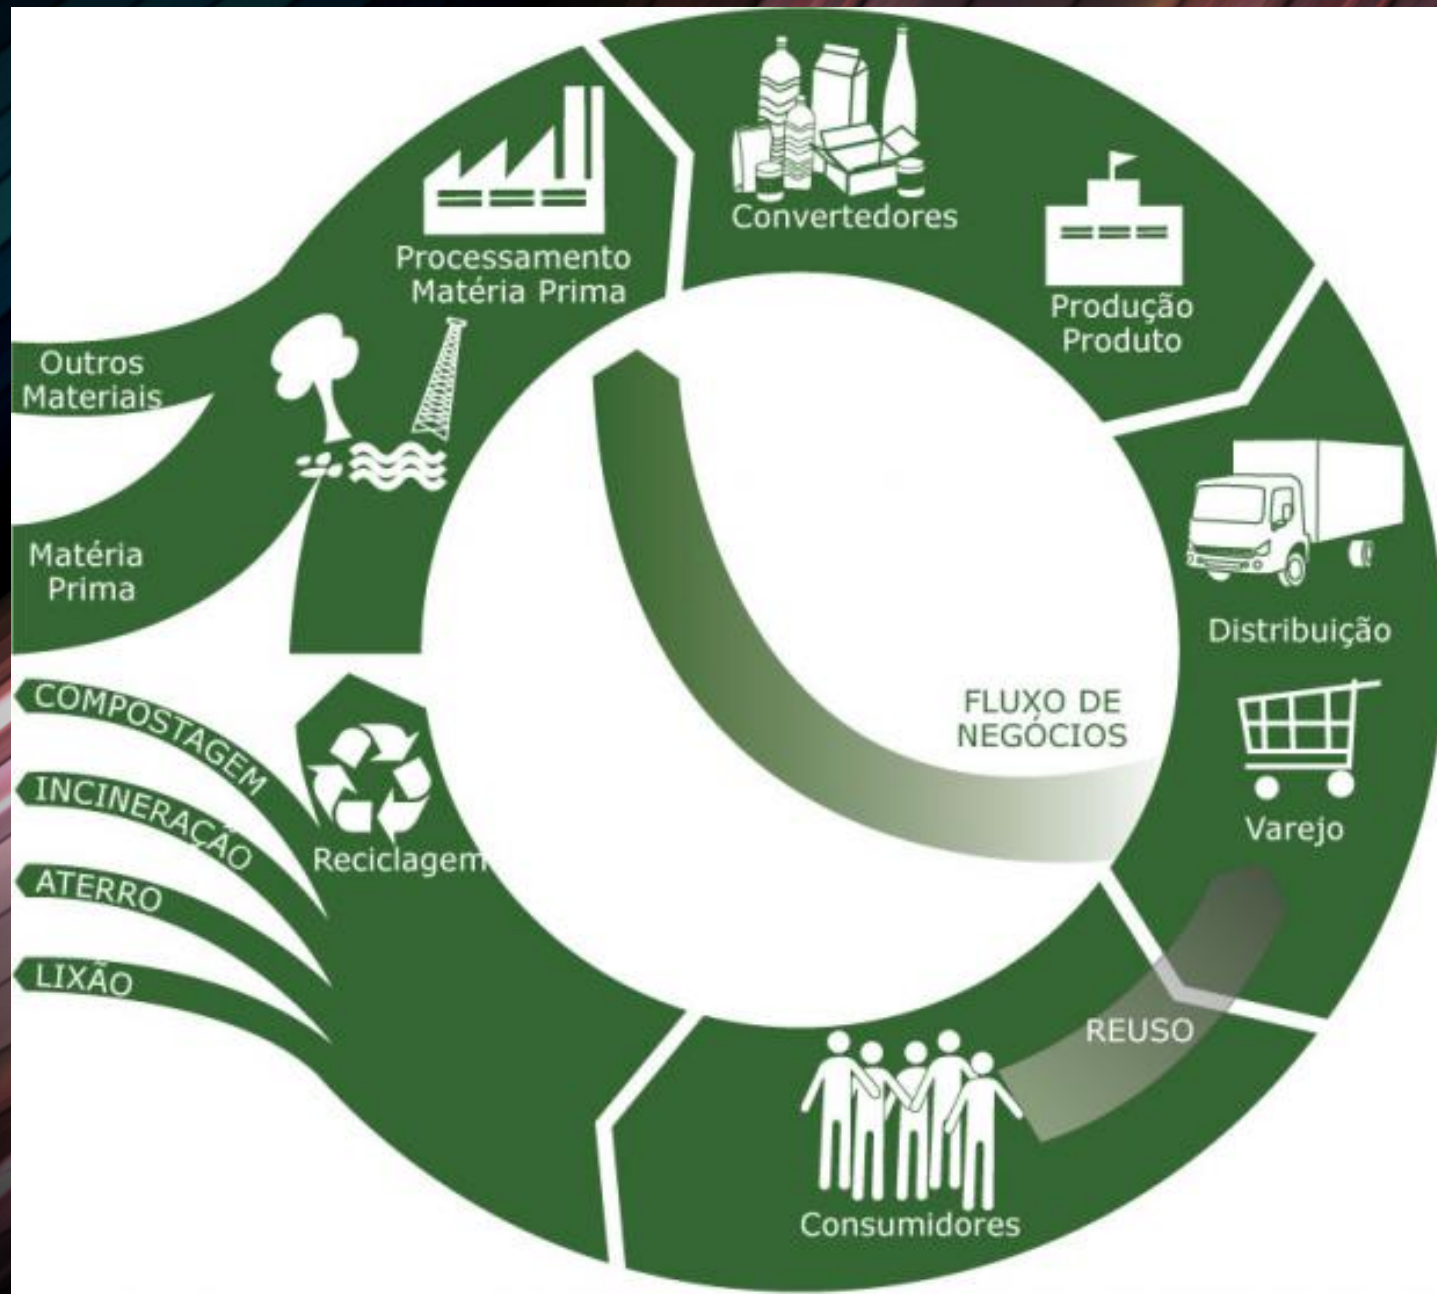 Convertedores
Processamento
Matéria Prima
Produção
Produto
Outros
Materiais
Matéria
Prima
Distribuição
FLUXO DE
NEGÓCIOS
Varejo
COMPOSTAGEM
INCINERAÇÃO
ATERRO
LIXÃO
Reciclagem
REUSO
Consumidores